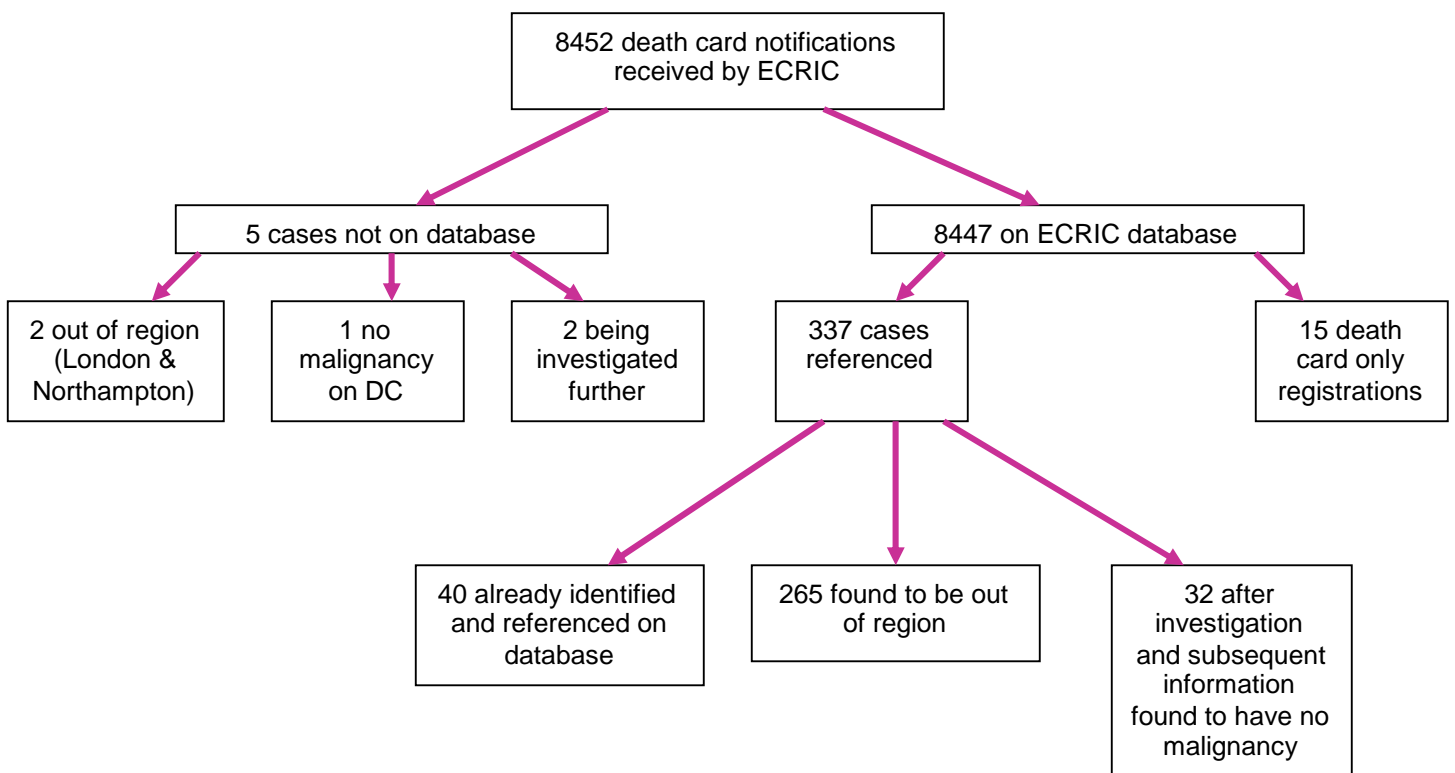 8452 death card notifications
received by ECRIC
5 cases not on database
8447 on ECRIC database
2 out of region
(London &
Northampton)
1 no
malignancy
on DC
2 being
investigated
further
337 cases
referenced
15 death
card only
registrations
40 already identified
and referenced on
database
265 found to be out
of region
32 after
investigation
and subsequent
information
found to have no
malignancy